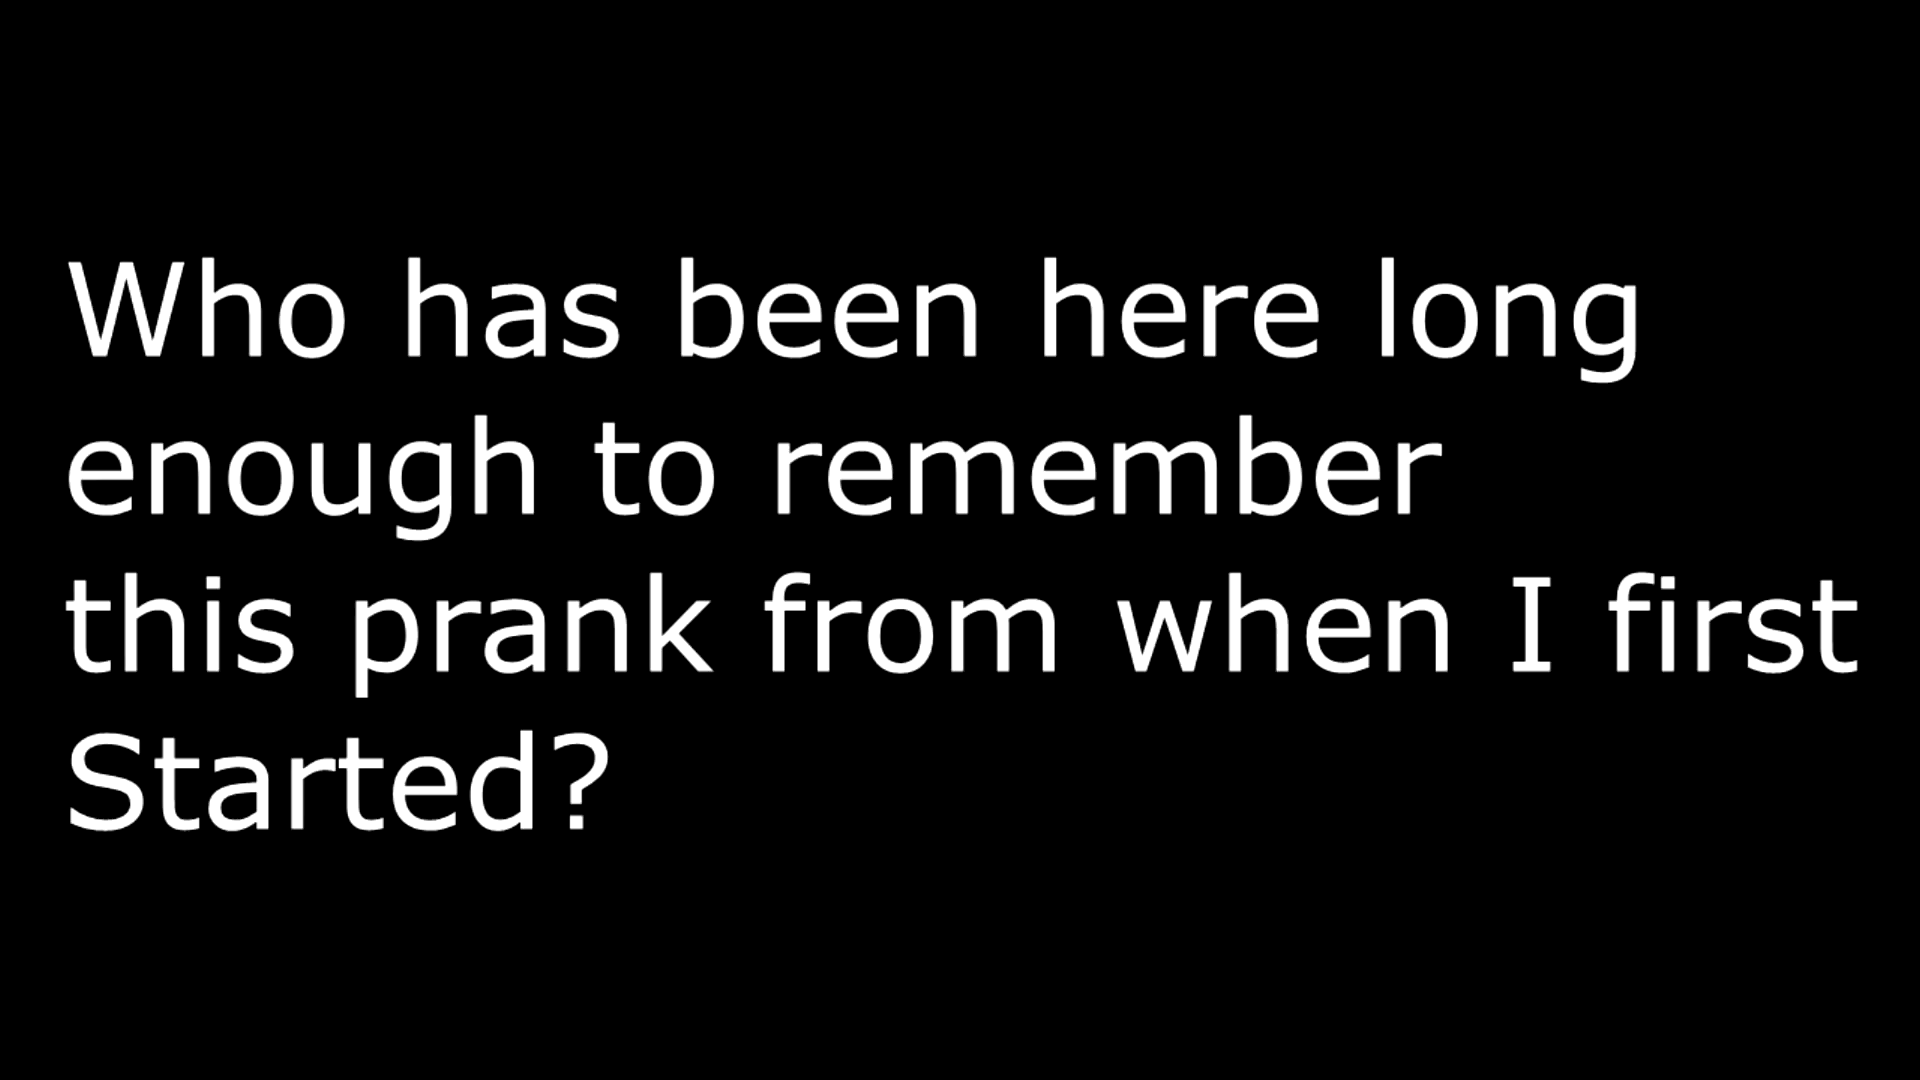 Who has been here long
enough to remember
this prank from when I first
Started?